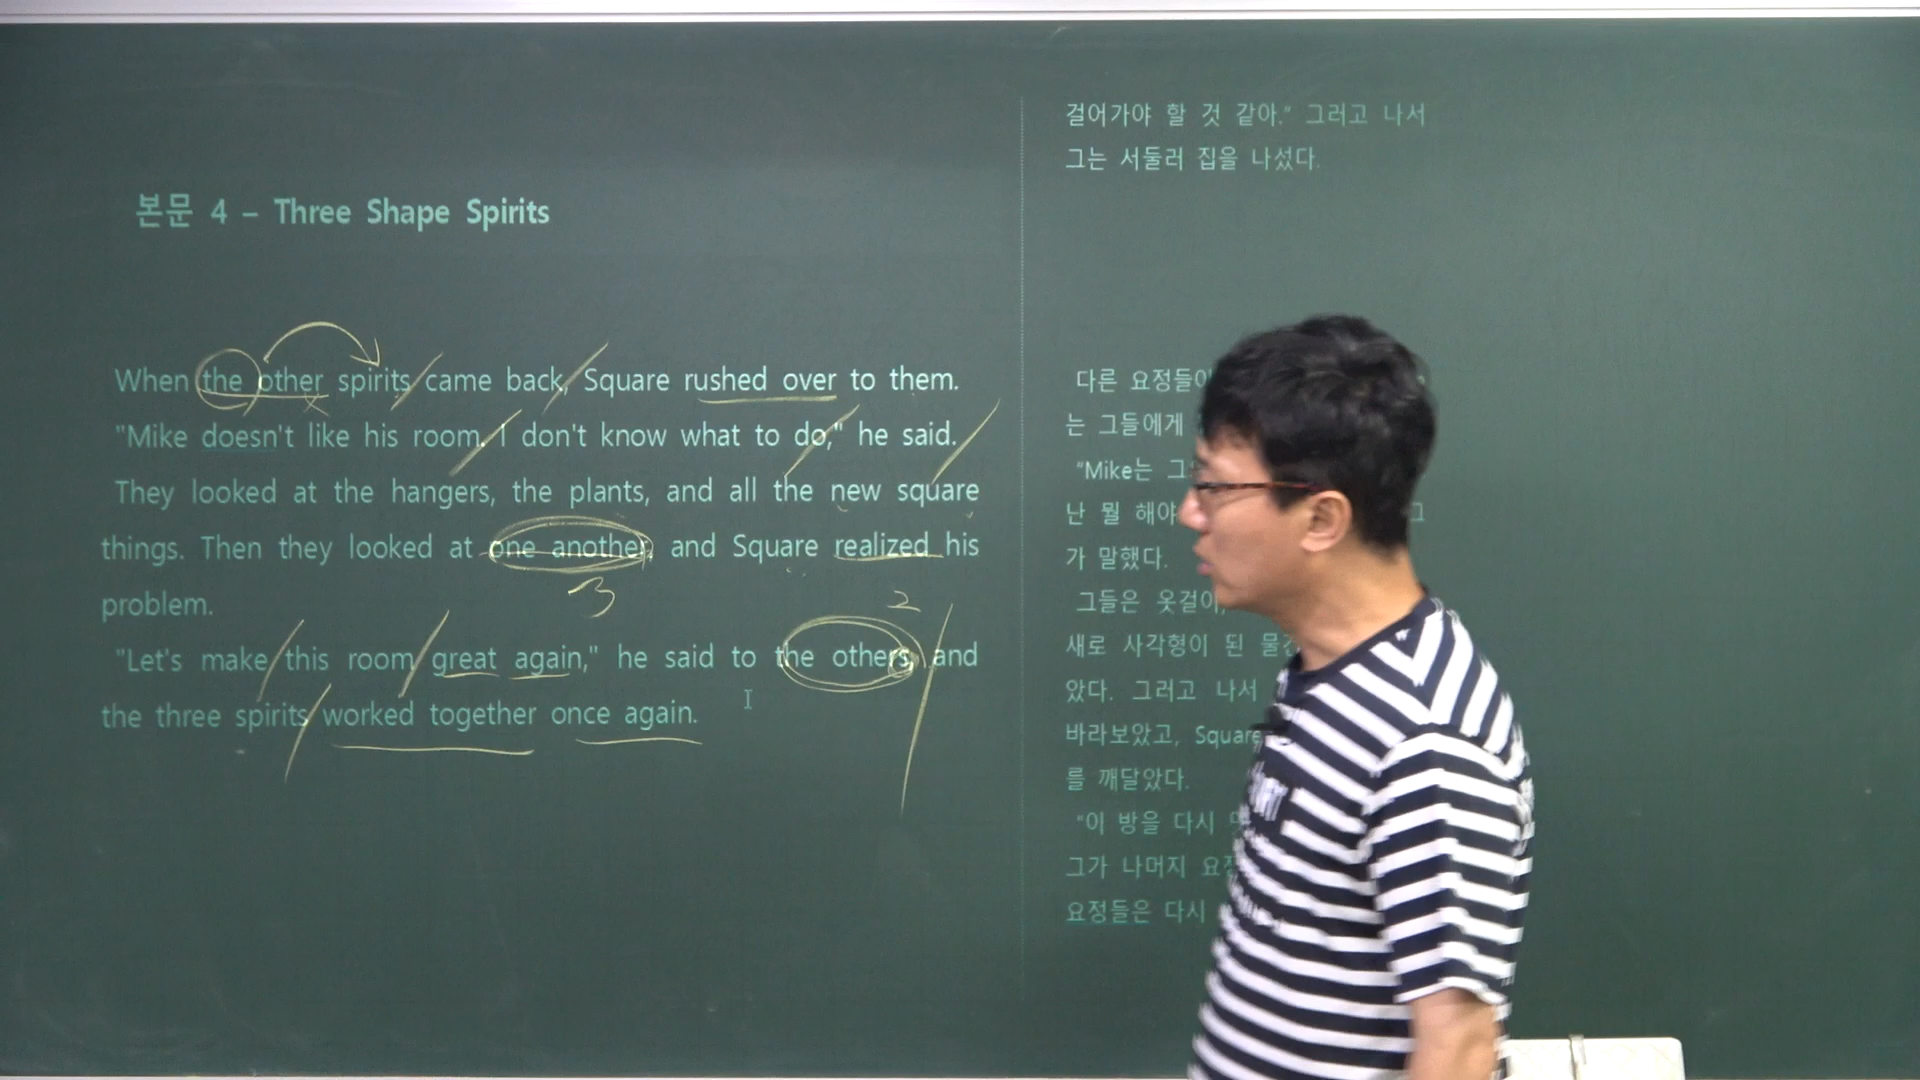 본문 4 – Three Shape Spirits
When the other spirits came back, Square rushed over to them.
"Mike doesn't like his room. I don't know what to do," he said.
They looked at the hangers, the plants, and all the new square
things. Then they looked at one another, and Square realized his
3
problem.
2
"Let's make this room great again," he said to the others, and
the three spirits worked together once again.
걸어가야 할 것 같아." 그러고 나서
그는 서둘러 집을 나섰다.
다른 요정들이
는 그들에게
"Mike는
난 뭘 해야
가 말했다.
그들은 옷걸이,
새로 사각형이 된
았다. 그러고 나서
바라보았고, Square
를 깨달았다.
"이 방을 다시
그가 나머지
요정들은 다시